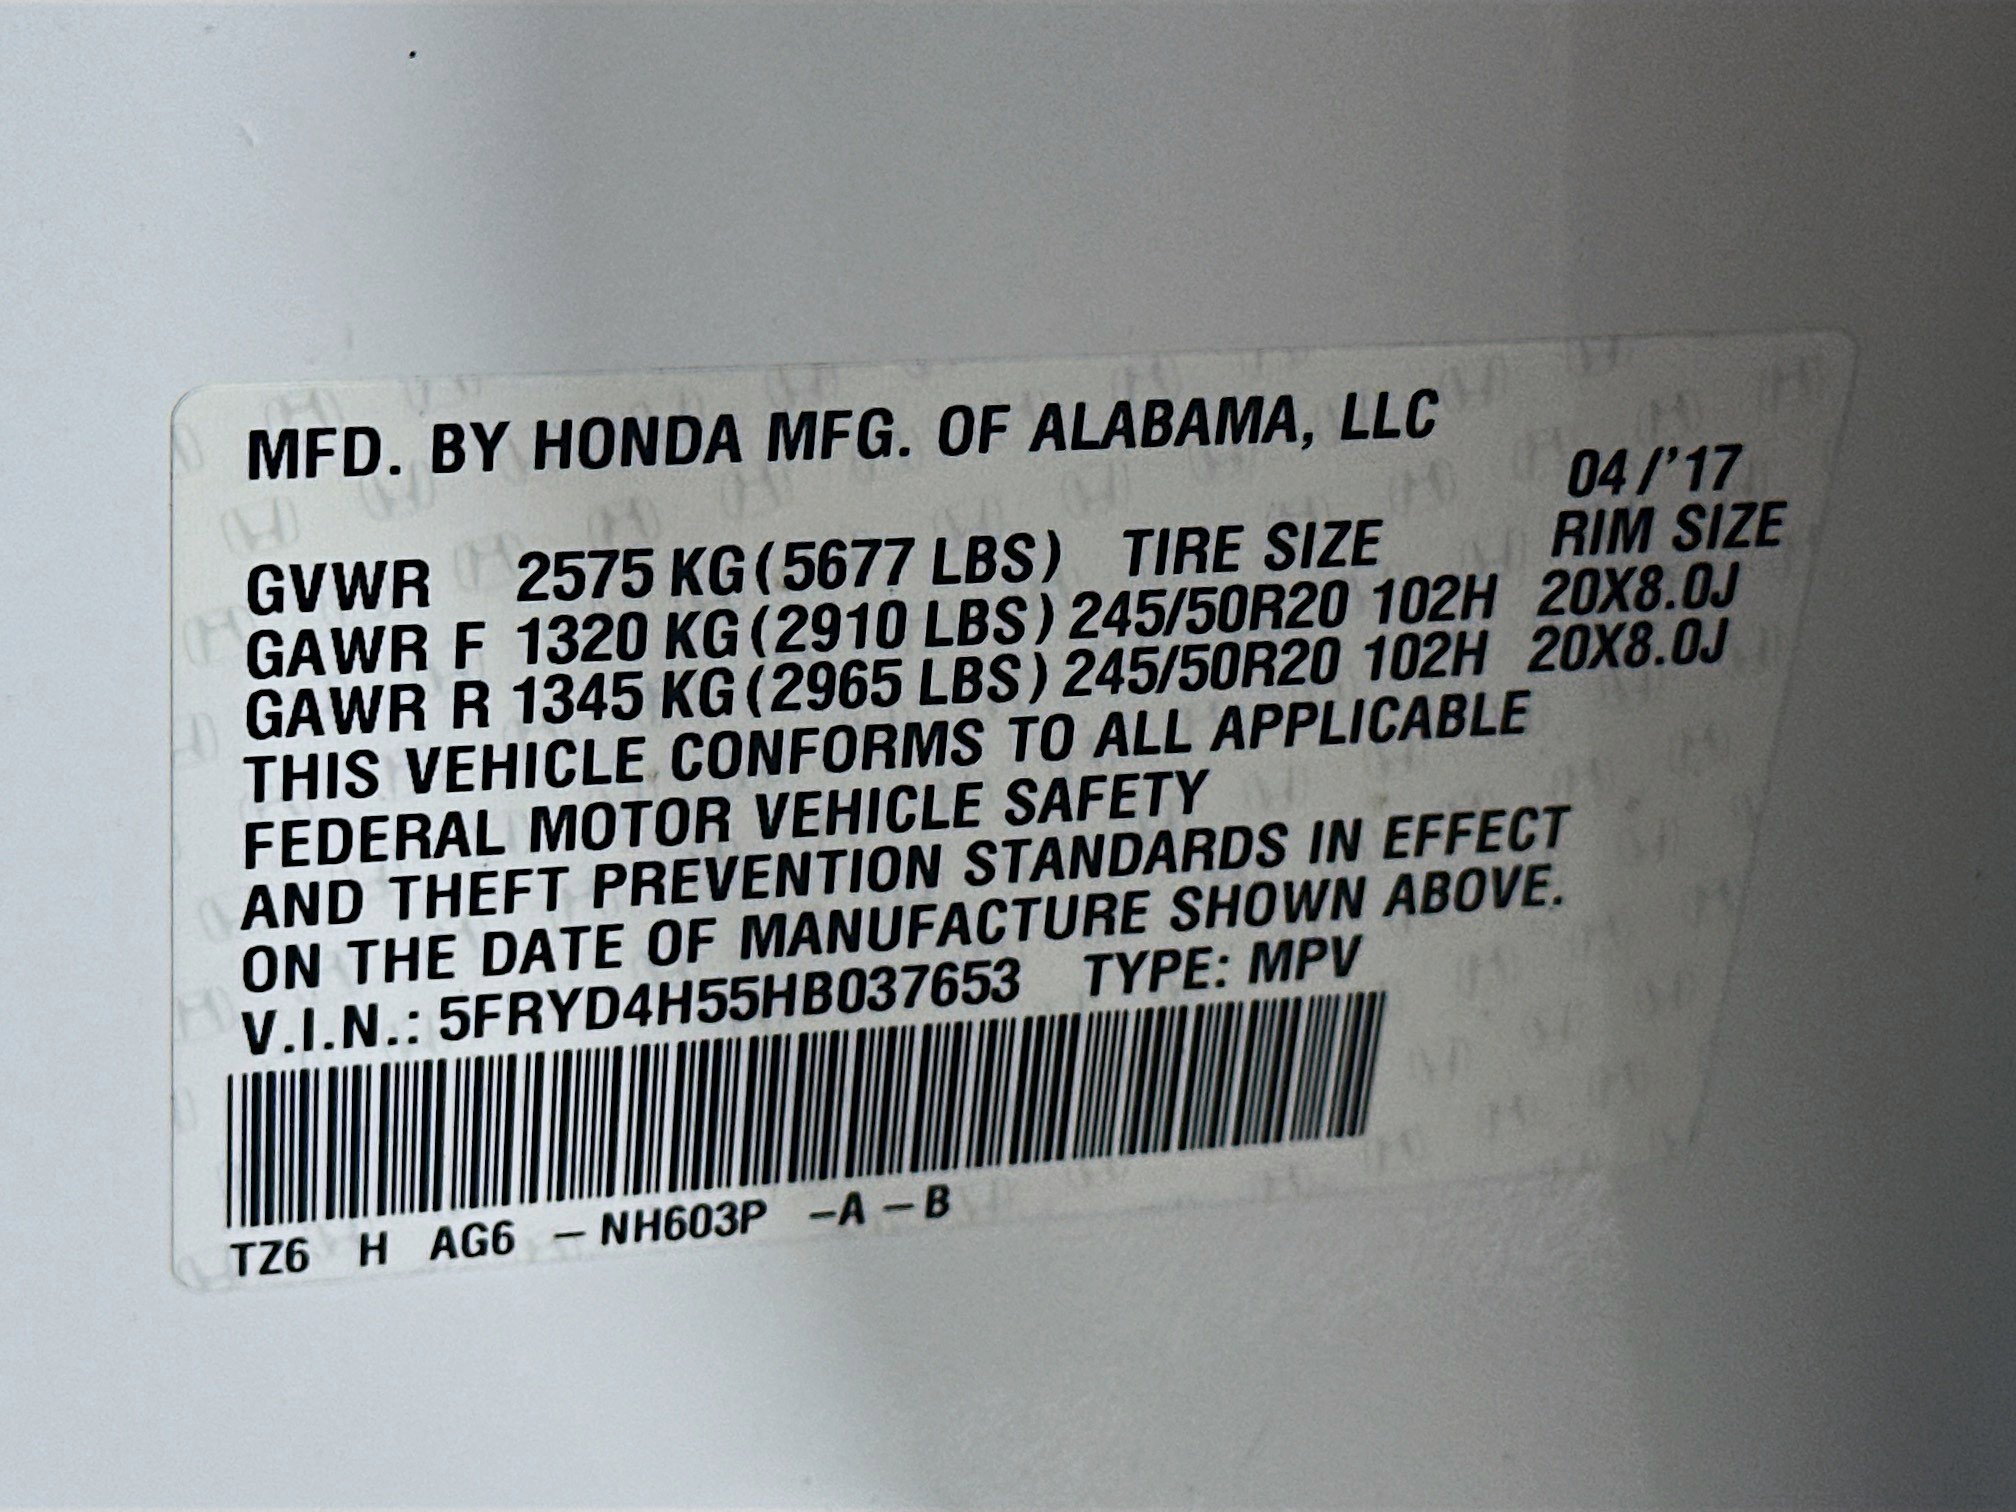 MFD. BY HONDA MFG. OF ALABAMA, LLC
04/'17
GVWR 2575 KG (5677 LBS) TIRE SIZE RIM SIZE
GAWR F 1320 KG (2910 LBS) 245/50R20 102H 20X8.0J
GAWR R 1345 KG (2965 LBS) 245/50R20 102H 20X8.0J
THIS VEHICLE CONFORMS TO ALL APPLICABLE
FEDERAL MOTOR VEHICLE SAFETY
AND THEFT PREVENTION STANDARDS IN EFFECT
ON THE DATE OF MANUFACTURE SHOWN ABOVE.
V.I.N.: 5FRYD4H55HB037653 TYPE: MPV
TZ6 H AG6 – NH603P –A – B